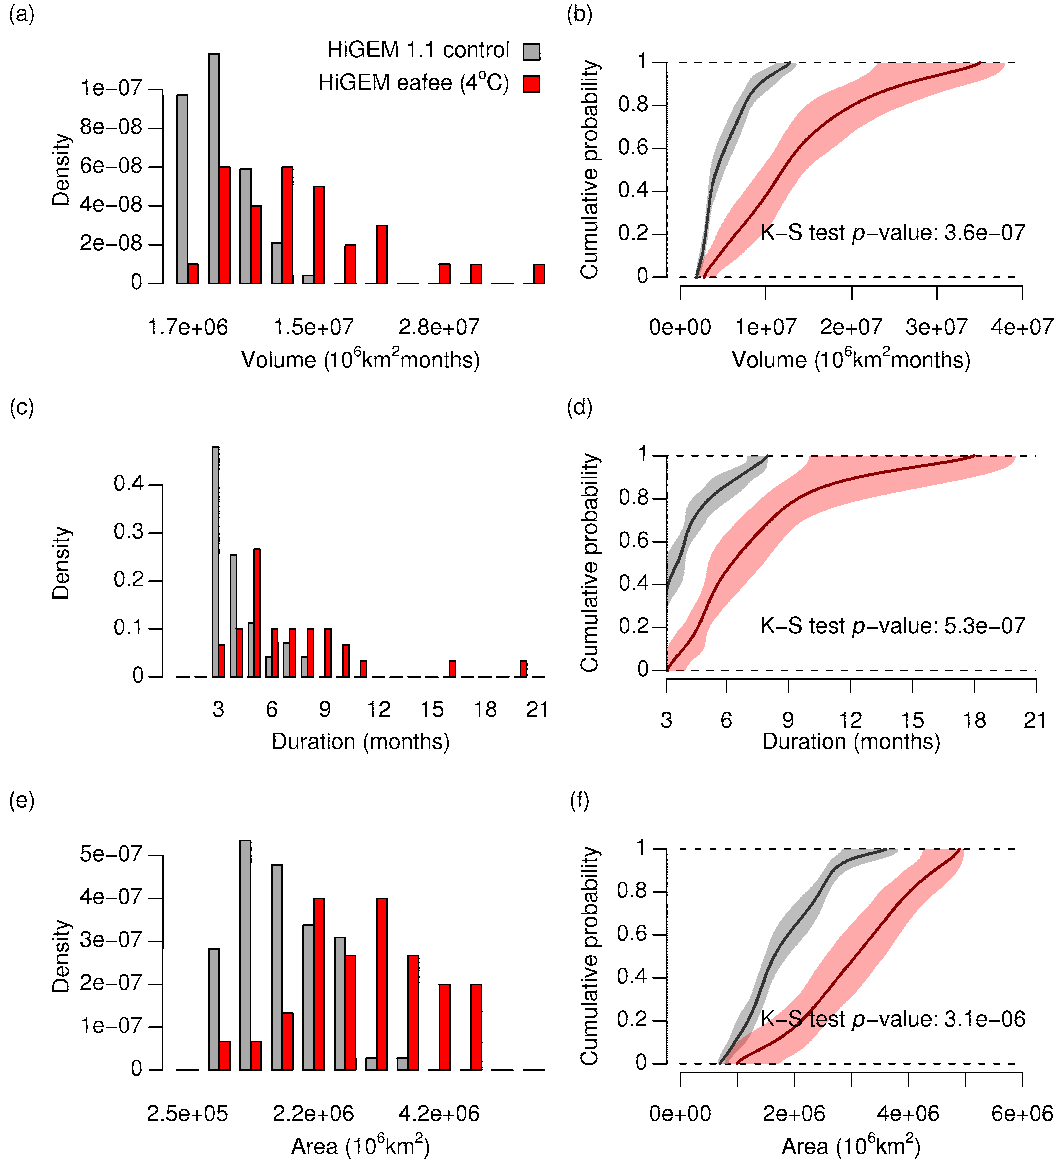 (a)
HiGEM 1.1 control
HiGEM eafee (4°C)
Density
1e−07
8e−08
6e−08
4e−08
2e−08
0
1.7e+06 1.5e+07 2.8e+07
Volume (10⁶km²months)
(b)
Cumulative probability
1
0.8
0.6
0.4
0.2
0
K−S test p−value: 3.6e−07
0e+00 1e+07 2e+07 3e+07 4e+07
Volume (10⁶km²months)
(c)
Density
0.4
0.3
0.2
0.1
0
3 6 9 12 15 18 21
Duration (months)
(d)
Cumulative probability
1
0.8
0.6
0.4
0.2
0
K−S test p−value: 5.3e−07
3 6 9 12 15 18 21
Duration (months)
(e)
Density
5e−07
4e−07
3e−07
2e−07
1e−07
0
2.5e+05 2.2e+06 4.2e+06
Area (10⁶km²)
(f)
Cumulative probability
1
0.8
0.6
0.4
0.2
0
K−S test p−value: 3.1e−06
0e+00 2e+06 4e+06 6e+06
Area (10⁶km²)